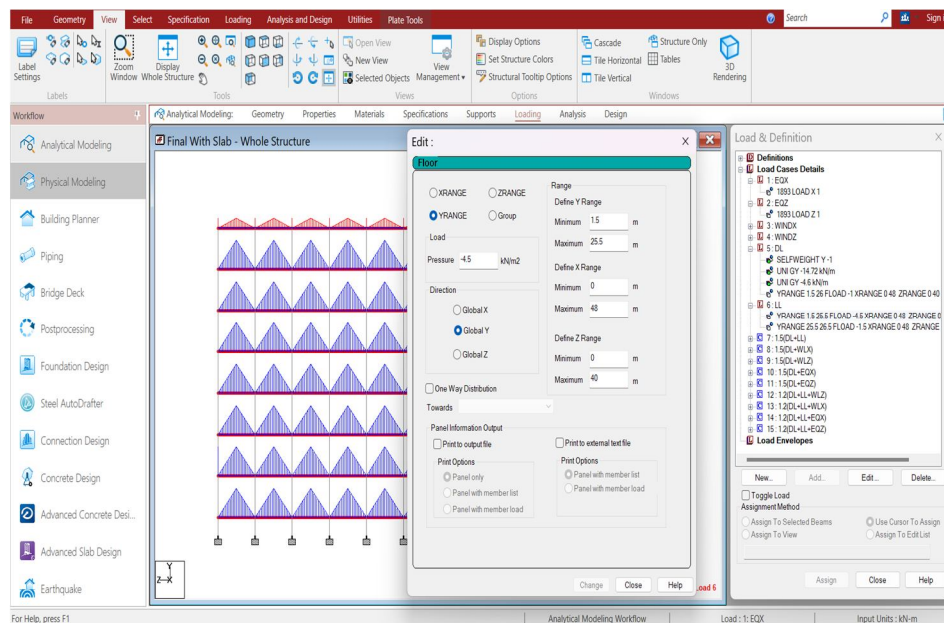 File Geometry View Select Specification Loading Analysis and Design Utilities Plate Tools Search Sign i
Label Settings
Zoom Window
Display Whole Structure
Open View
New View
Selected Objects
View Management
Display Options
Set Structure Colors
Structural Tooltip Options
Cascade
Tile Horizontal
Tile Vertical
Structure Only
Tables
3D Rendering
Labels Tools Views Options Windows
Workflow
Analytical Modeling
Physical Modeling
Building Planner
Piping
Bridge Deck
Postprocessing
Foundation Design
Steel AutoDrafter
Connection Design
Concrete Design
Advanced Concrete Desi...
Advanced Slab Design
Earthquake
Analytical Modeling: Geometry Properties Materials Specifications Supports Loading Analysis Design
Final With Slab - Whole Structure
Y
Z X
oad 6
Edit : X
Floor
XRANGE ZRANGE
YRANGE Group
Load
Pressure -4.5 kN/m2
Direction
Global X
Global Y
Global Z
One Way Distribution
Towards
Range
Define Y Range
Minimum 1.5 m
Maximum 25.5 m
Define X Range
Minimum 0 m
Maximum 48 m
Define Z Range
Minimum 0 m
Maximum 40 m
Panel Information Output
Print to output file
Print Options
Panel only
Panel with member list
Panel with member load
Print to external text file
Print Options
Panel with member list
Panel with member load
Change Close Help
Load & Definition X
Definitions
Load Cases Details
1 : EQX
1893 LOAD X 1
2 : EQZ
1893 LOAD Z 1
3 : WINDX
4 : WINDZ
5 : DL
SELFWEIGHT Y -1
UNI GY -14.72 kN/m
UNI GY -4.6 kN/m
YRANGE 1.5 26 FLOAD -1 XRANGE 0 48 ZRANGE 0 40
6 : LL
YRANGE 1.5 25.5 FLOAD -4.5 XRANGE 0 48 ZRANGE 0
YRANGE 25.5 26.5 FLOAD -1.5 XRANGE 0 48 ZRANGE
7 : 1.5(DL+LL)
8 : 1.5(DL+WLX)
9 : 1.5(DL+WLZ)
10 : 1.5(DL+EQX)
11 : 1.5(DL+EQZ)
12 : 1.2(DL+LL+WLZ)
13 : 1.2(DL+LL+WLX)
14 : 1.2(DL+LL+EQX)
15 : 1.2(DL+LL+EQZ)
Load Envelopes
New... Add... Edit... Delete...
Toggle Load
Assignment Method
Assign To Selected Beams Use Cursor To Assign
Assign To View Assign To Edit List
Assign Close Help
For Help, press F1 Analytical Modeling Workflow Load : 1: EQX Input Units : kN-m